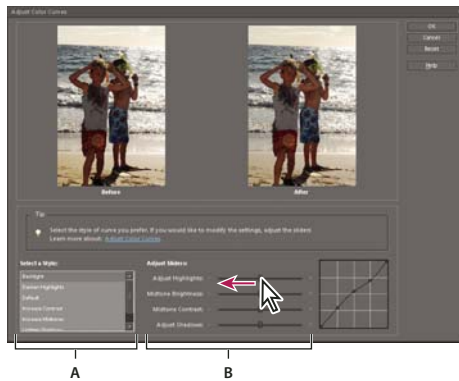 Adjust Color Curves
OK
Cancel
Reset
Help
Before
After
Tip
Select the style of curve you prefer. If you would like to modify the settings, adjust the sliders.
Learn more about: Adjust Color Curves
Select a Style:
Backlight
Darken Highlights
Default
Increase Contrast
Increase Midtones
Lighten Shadows
Adjust Sliders:
Adjust Highlights:
Midtone Brightness:
Midtone Contrast:
Adjust Shadows:
A
B